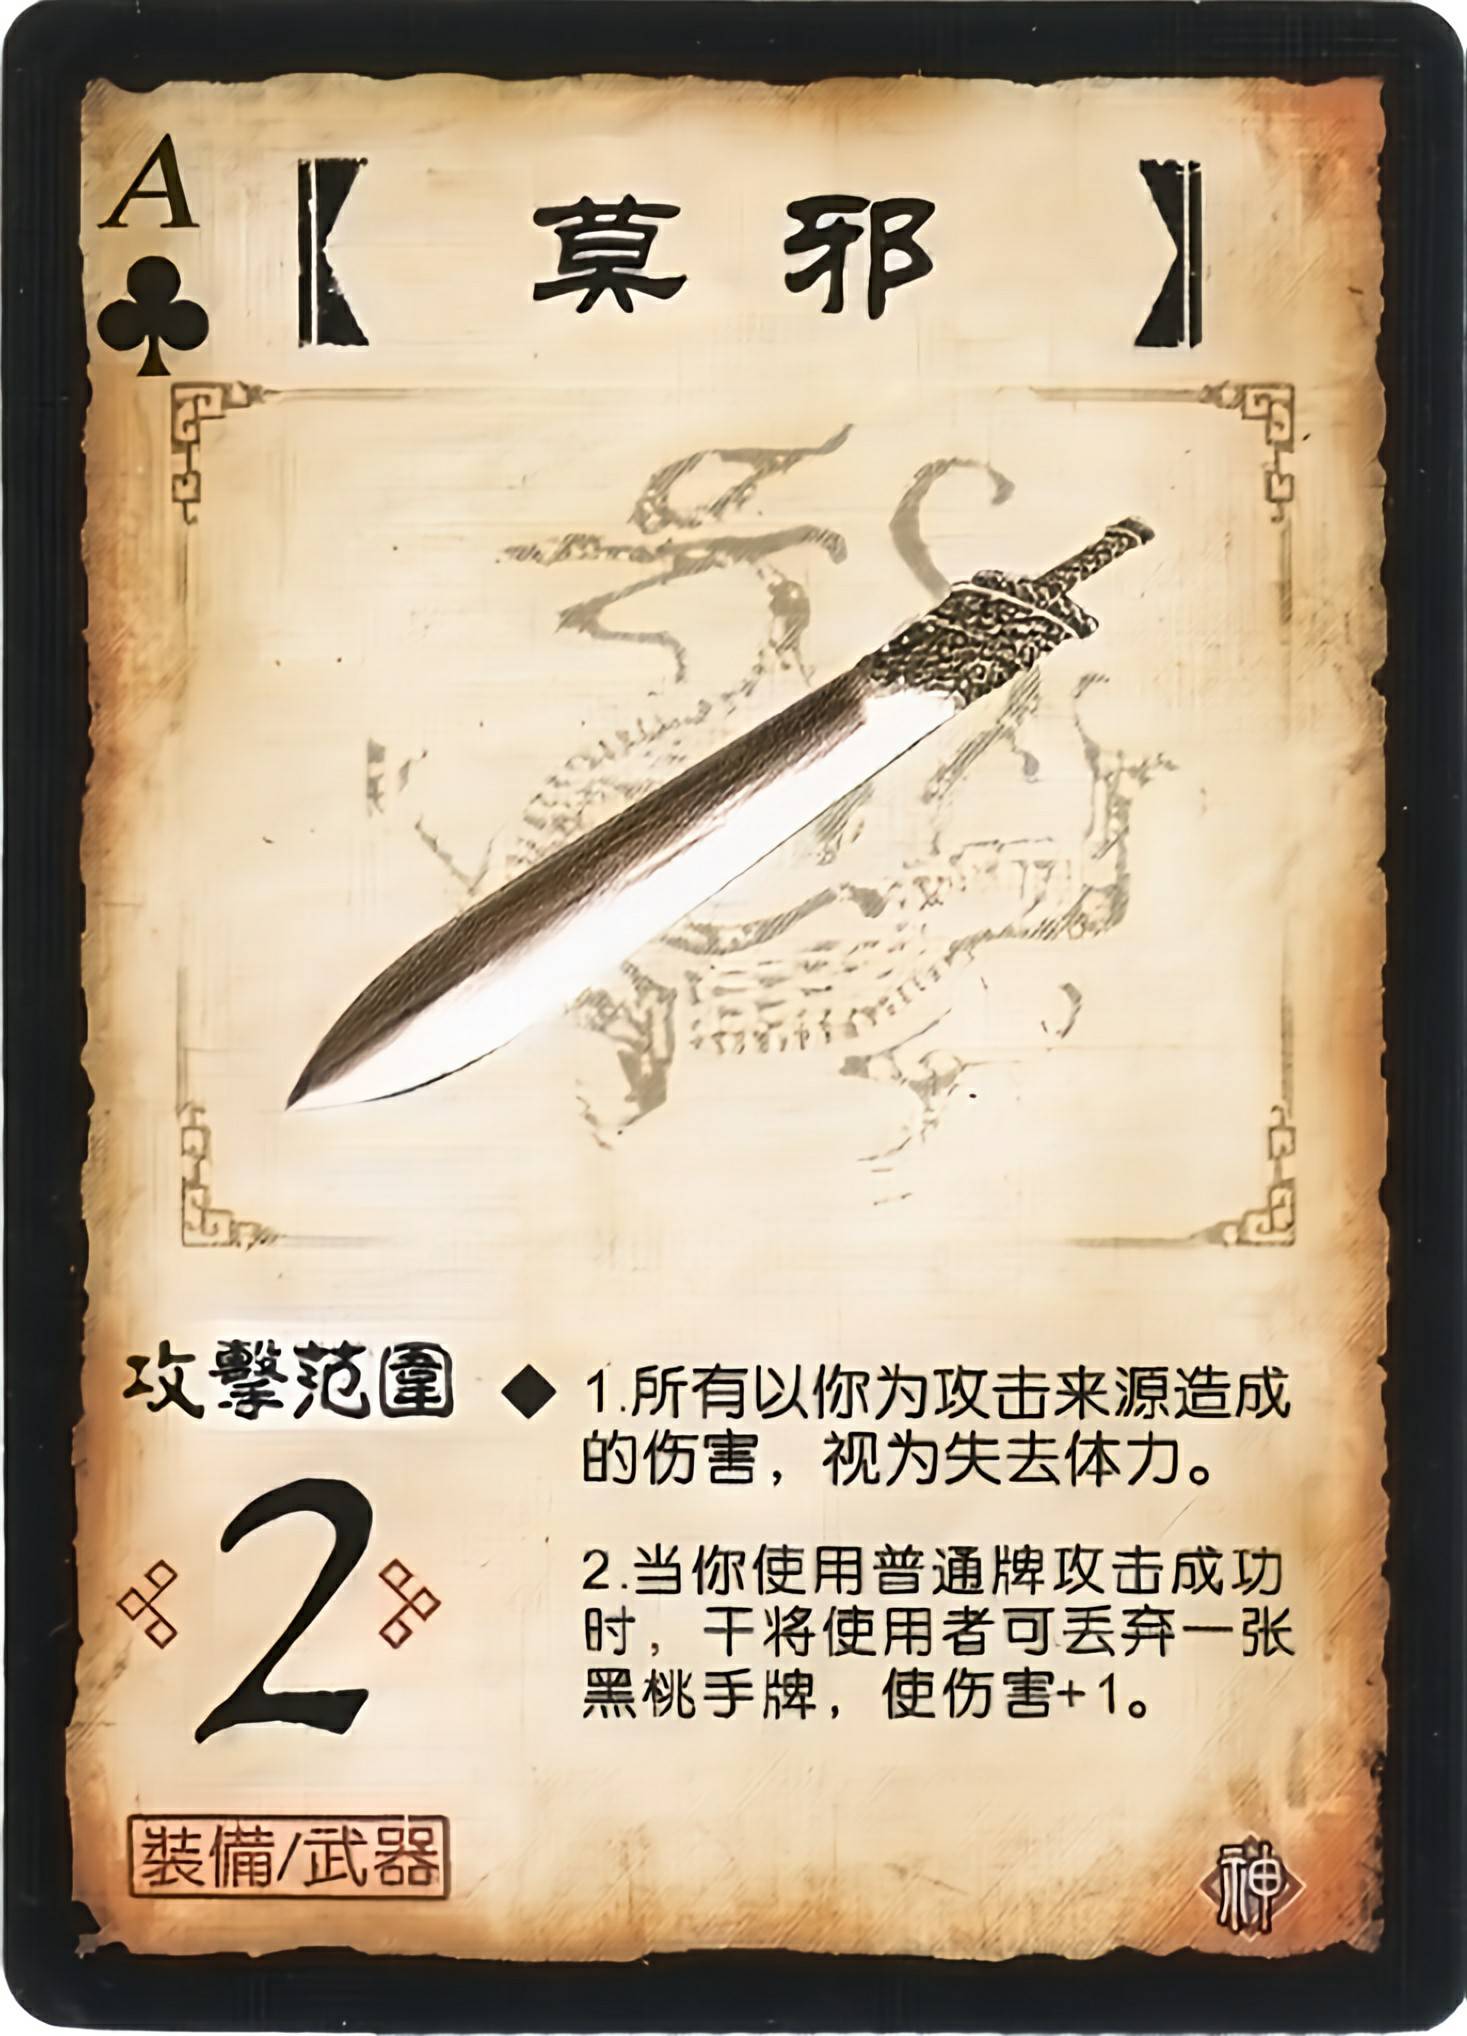 A
【莫邪】
攻擊范圍
2
◆ 1.所有以你为攻击来源造成
的伤害，视为失去体力。
2.当你使用普通牌攻击成功
时，干将使用者可丢弃一张
黑桃手牌，使伤害+1。
裝備/武器
神